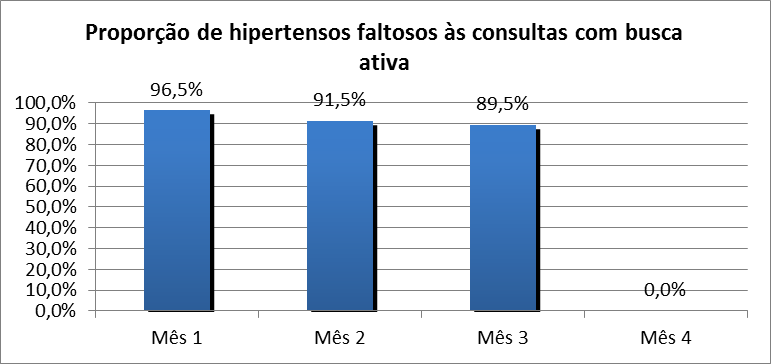 Proporção de hipertensos faltosos às consultas com busca
ativa
96,5%
91,5%
89,5%
0,0%
100,0%
90,0%
80,0%
70,0%
60,0%
50,0%
40,0%
30,0%
20,0%
10,0%
0,0%
Mês 1
Mês 2
Mês 3
Mês 4